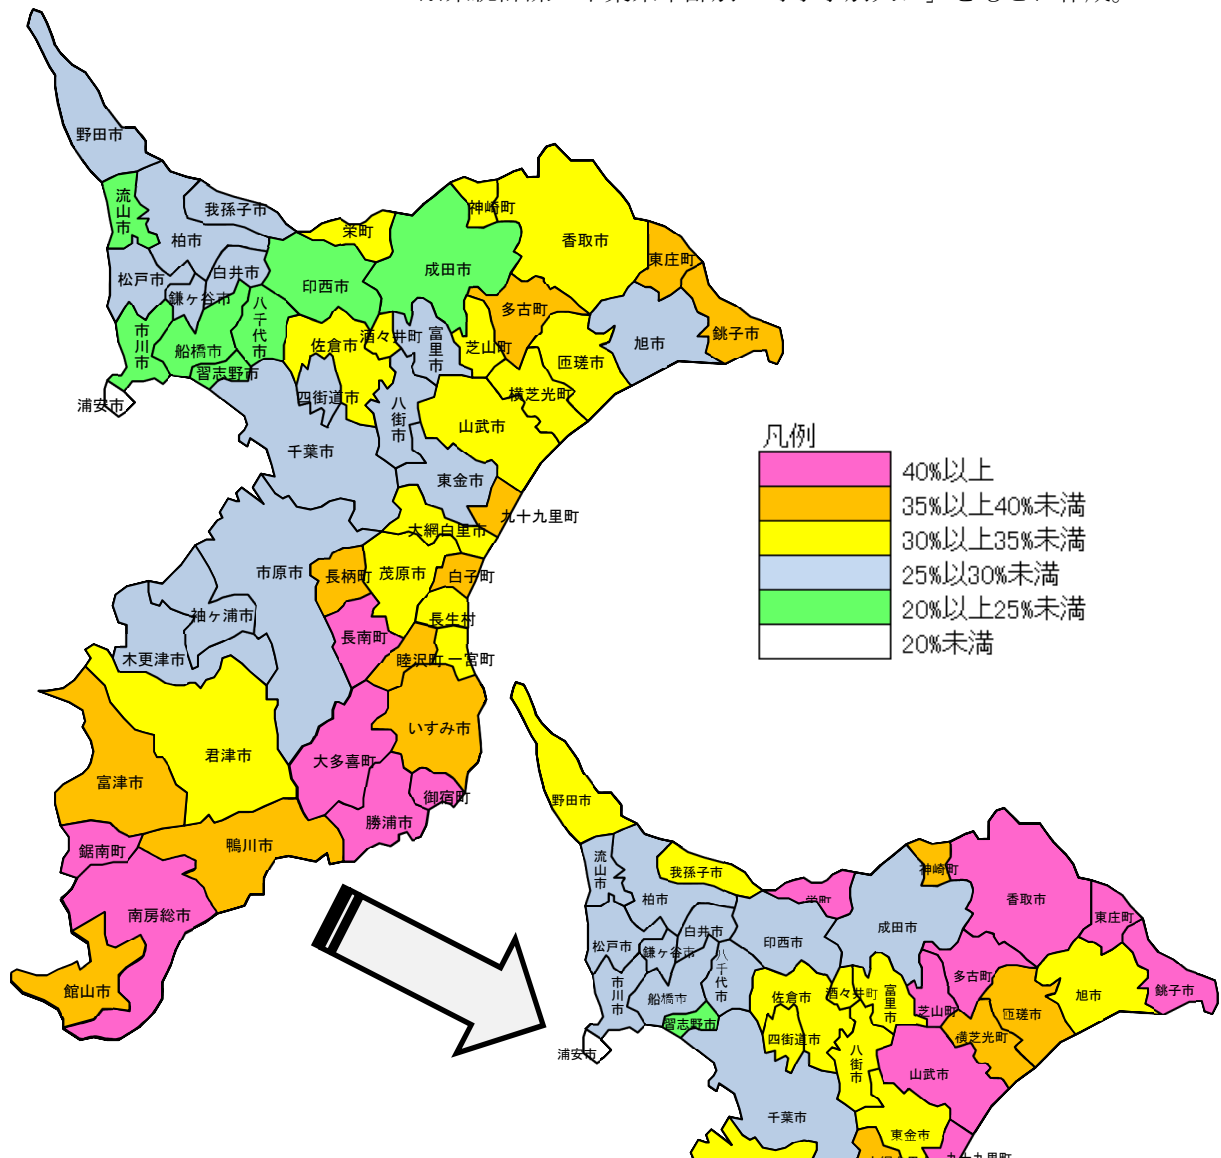 野田市
流山市
我孫子市
柏市
栄町
神崎町
香取市
東庄町
松戸市
白井市
鎌ヶ谷市
印西市
成田市
多古町
銚子市
八千代市
市川市
船橋市
習志野市
浦安市
佐倉市
酒々井町
富里市
芝山町
匝瑳市
旭市
四街道市
八街市
横芝光町
山武市
千葉市
東金市
九十九里町
大網白里市
市原市
長柄町
茂原市
白子町
袖ヶ浦市
長生村
長南町
木更津市
睦沢町
一宮町
いすみ市
君津市
大多喜町
富津市
御宿町
勝浦市
鴨川市
鋸南町
南房総市
館山市
凡例
40%以上
35%以上40%未満
30%以上35%未満
25%以30%未満
20%以上25%未満
20%未満
野田市
流山市
我孫子市
柏市
栄町
神崎町
香取市
東庄町
松戸市
白井市
鎌ヶ谷市
印西市
成田市
多古町
銚子市
八千代市
市川市
船橋市
習志野市
浦安市
佐倉市
酒々井町
富里市
芝山町
匝瑳市
旭市
四街道市
八街市
横芝光町
山武市
千葉市
東金市
九十九里町